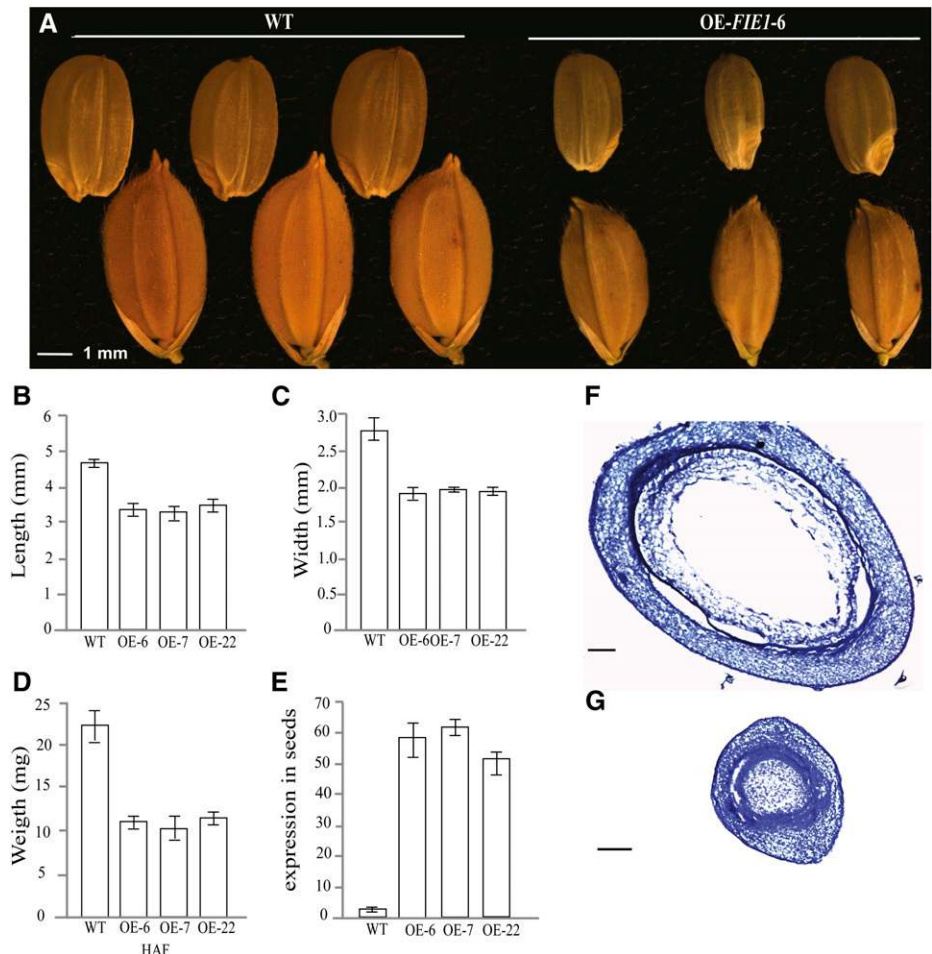 A
WT
OE-FIE1-6
1 mm
B
Length (mm)
6
5
4
3
2
1
0
WT OE-6 OE-7 OE-22
C
Width (mm)
3.0
2.5
2.0
1.5
1.0
0.5
0
WT OE-6OE-7 OE-22
D
Weigth (mg)
25
20
15
10
5
0
WT OE-6 OE-7 OE-22
HAF
E
expression in seeds
70
60
50
40
30
20
10
0
WT OE-6 OE-7 OE-22
F
G